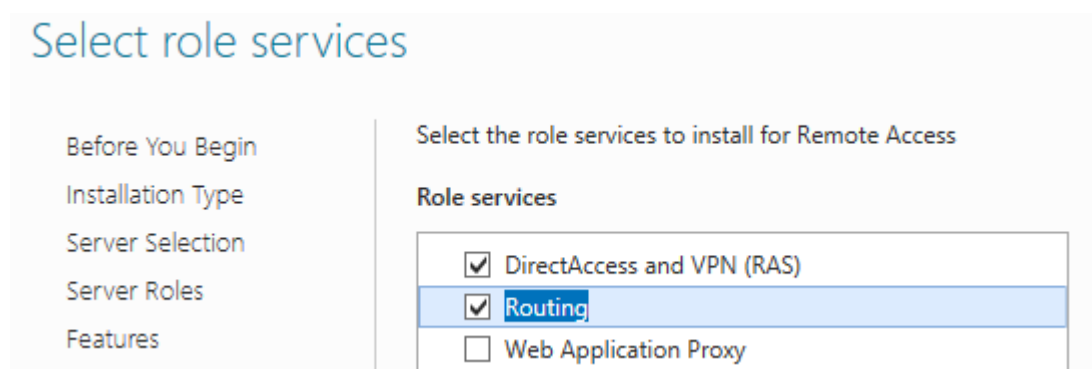 Select role services
Before You Begin
Installation Type
Server Selection
Server Roles
Features
Select the role services to install for Remote Access
Role services
DirectAccess and VPN (RAS)
Routing
Web Application Proxy